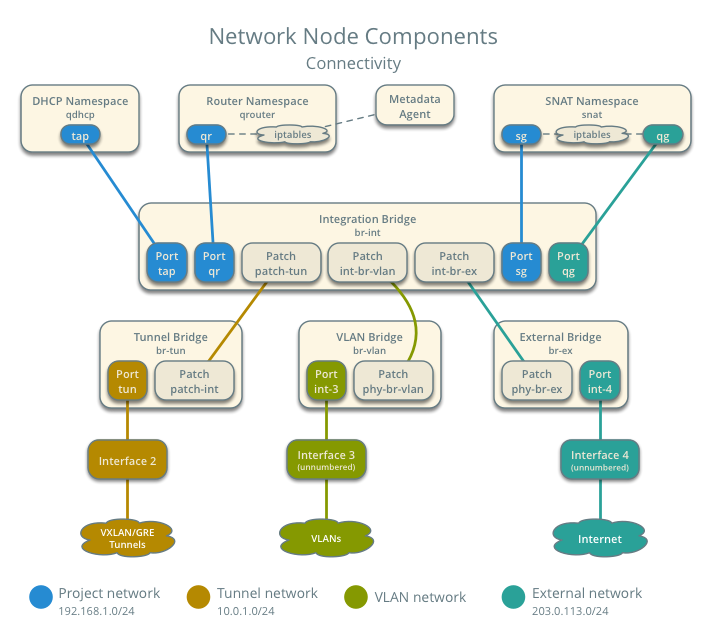 Network Node Components
Connectivity
DHCP Namespace
qdhcp
tap
Router Namespace
qrouter
qr
iptables
Metadata
Agent
SNAT Namespace
snat
sg
iptables
qg
Integration Bridge
br-int
Port
tap
Port
qr
Patch
patch-tun
Patch
int-br-vlan
Patch
int-br-ex
Port
sg
Port
qg
Tunnel Bridge
br-tun
Port
tun
Patch
patch-int
VLAN Bridge
br-vlan
Port
int-3
Patch
phy-br-vlan
External Bridge
br-ex
Patch
phy-br-ex
Port
int-4
Interface 2
Interface 3
(unnumbered)
Interface 4
(unnumbered)
VXLAN/GRE
Tunnels
VLANs
Internet
Project network
192.168.1.0/24
Tunnel network
10.0.1.0/24
VLAN network
External network
203.0.113.0/24